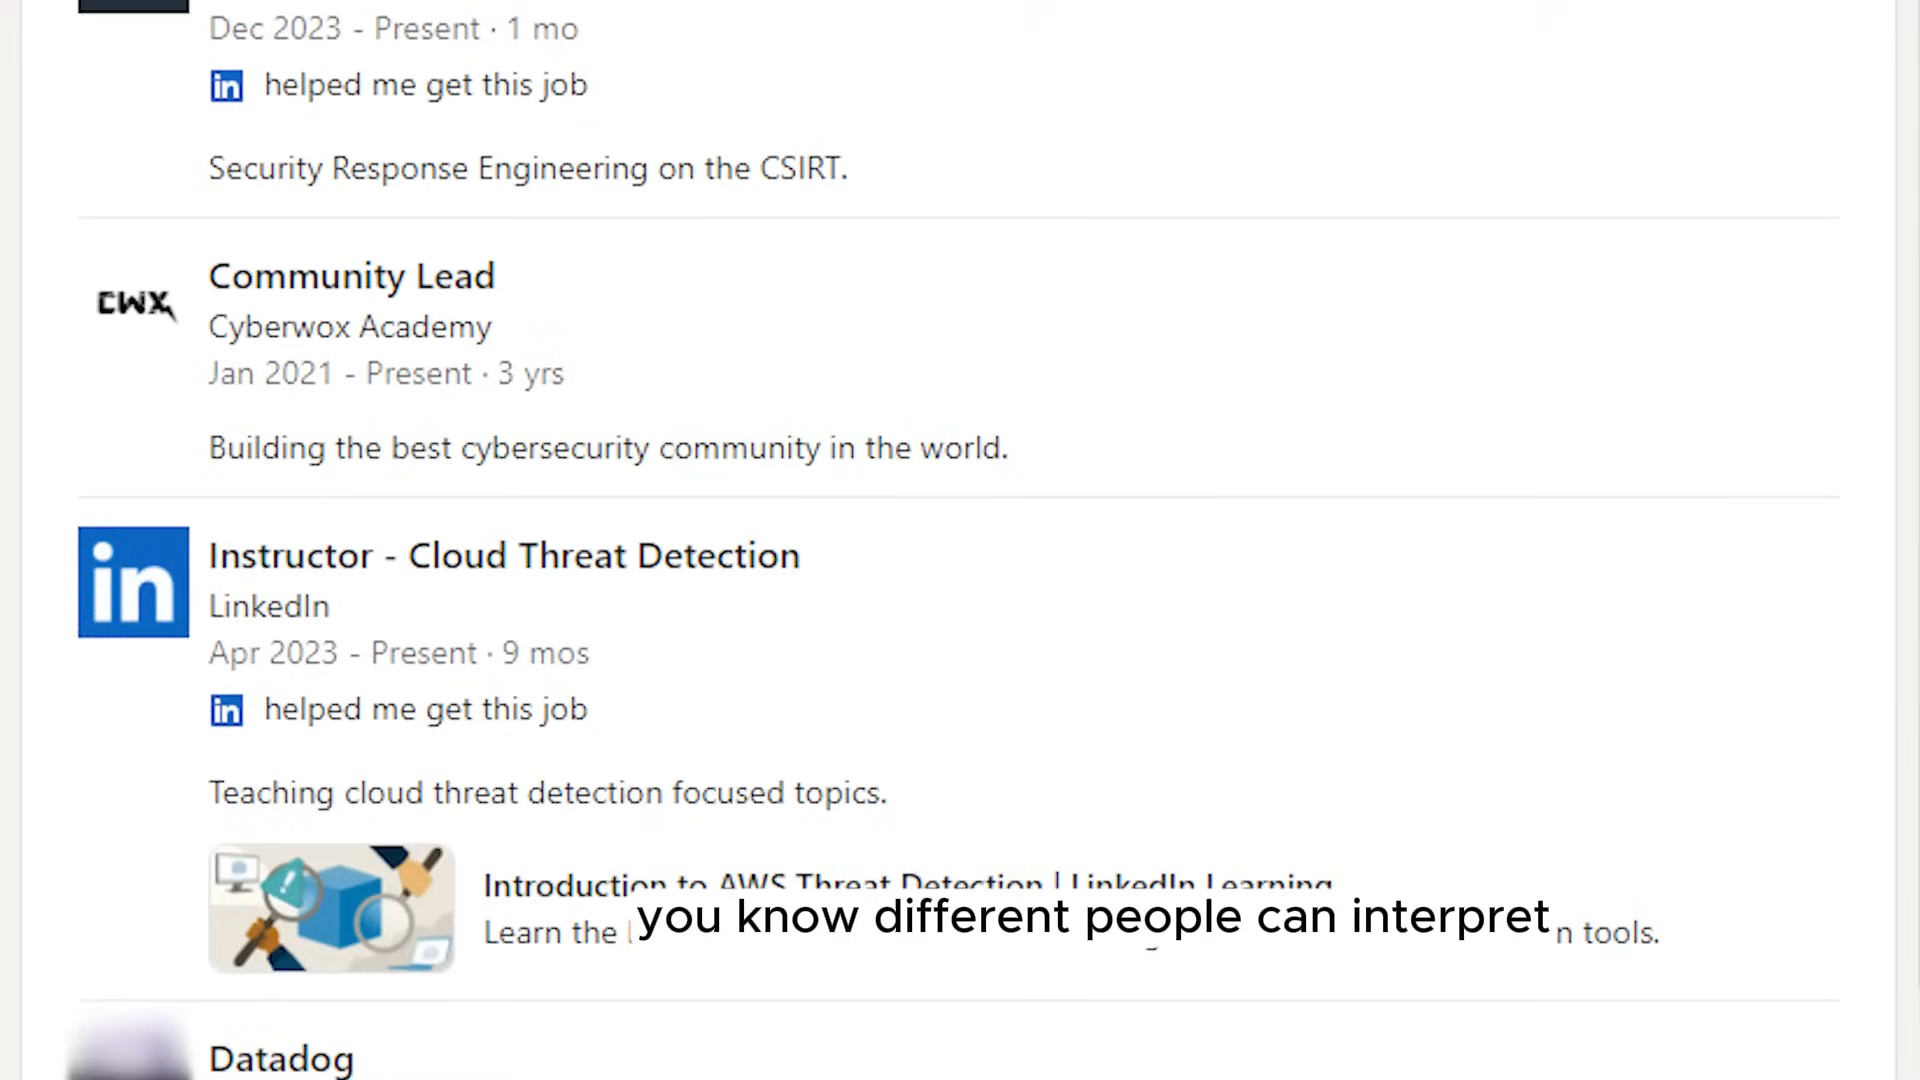 Dec 2023 - Present · 1 mo
in helped me get this job
Security Response Engineering on the CSIRT.
CWX
Community Lead
Cyberwox Academy
Jan 2021 - Present · 3 yrs
Building the best cybersecurity community in the world.
in
Instructor - Cloud Threat Detection
LinkedIn
Apr 2023 - Present · 9 mos
in helped me get this job
Teaching cloud threat detection focused topics.
Introduction to AWS Threat Detection | LinkedIn Learning
Learn the
n tools.
you know different people can interpret
Datadog